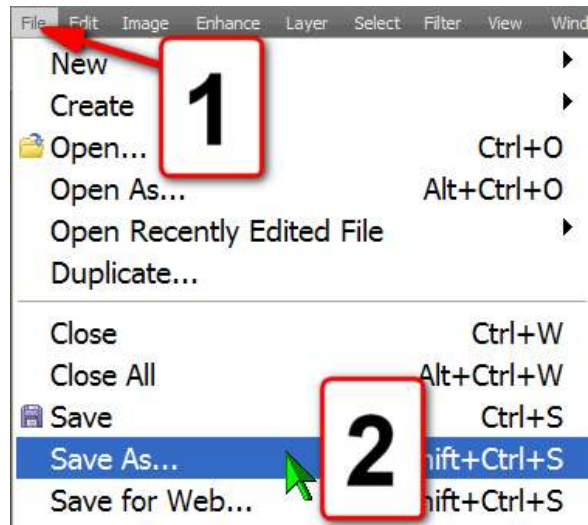 File Edit Image Enhance Layer Select Filter View Wind
1
New
Create
Open... Ctrl+O
Open As... Alt+Ctrl+O
Open Recently Edited File
Duplicate...
Close Ctrl+W
Close All Alt+Ctrl+W
Save Ctrl+S
2
Save As... hift+Ctrl+S
Save for Web... hift+Ctrl+S